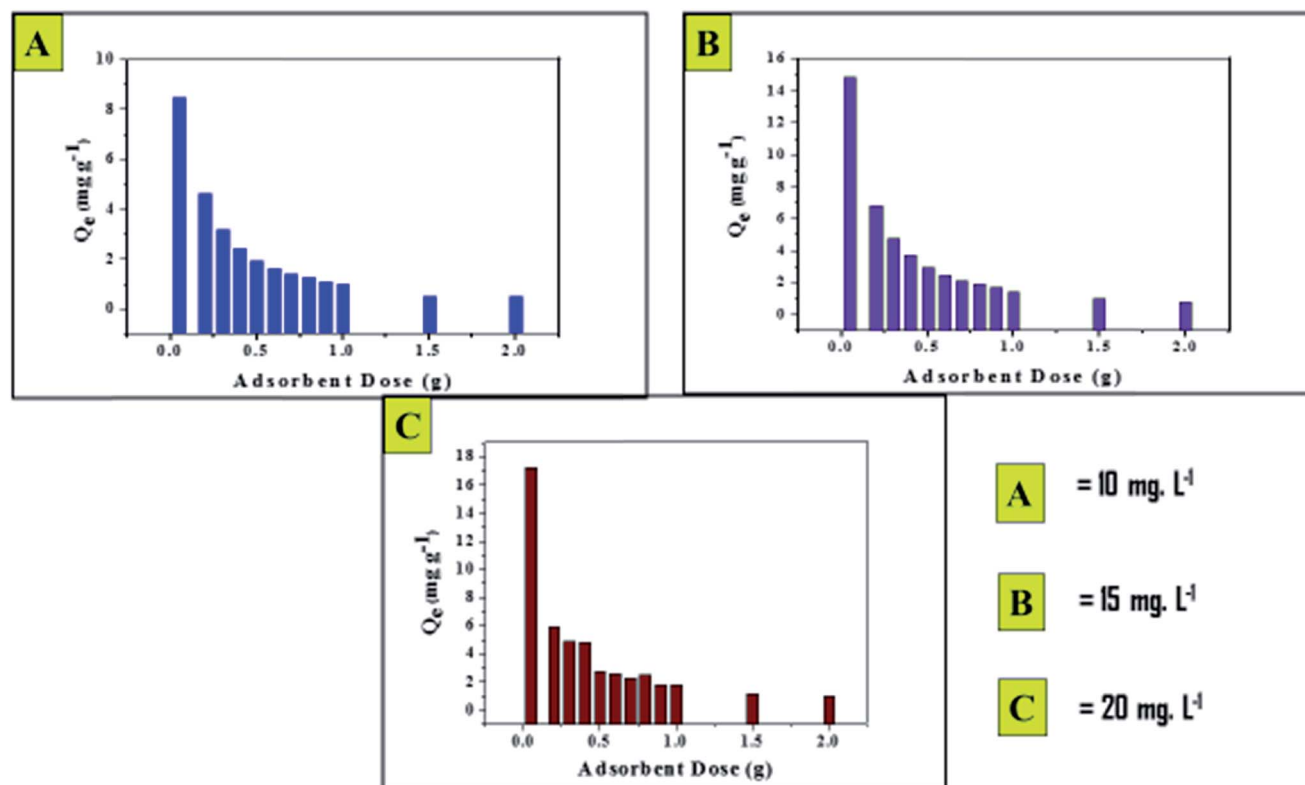 A
10
8
6
4
2
0
Qe (mg g-1)
0.0 0.5 1.0 1.5 2.0
Adsorbent Dose (g)
B
16
14
12
10
8
6
4
2
0
Qe (mg g-1)
0.0 0.5 1.0 1.5 2.0
Adsorbent Dose (g)
C
18
16
14
12
10
8
6
4
2
0
Qe (mg g-1)
0.0 0.5 1.0 1.5 2.0
Adsorbent Dose (g)
A = 10 mg. L-1
B = 15 mg. L-1
C = 20 mg. L-1